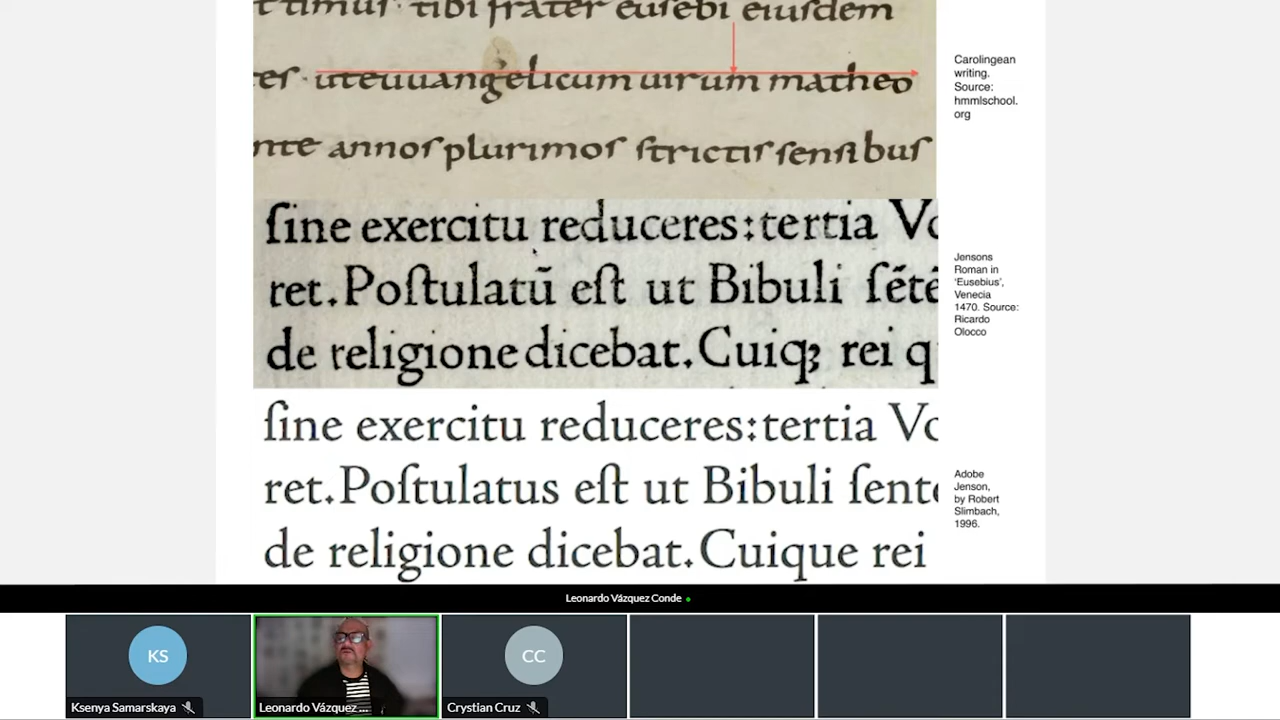 ttimuſ· tibi frater euſebi eiuſdem
teſ· uteuuangelicum uirum matheo
nte annoſ plurimoſ ſtrictiſ ſenſibuſ
Carolingean
writing.
Source:
hmmlschool.
org
ſine exercitu reduceres:tertia Vo
ret.Poſtulatū eſt ut Bibuli ſētē
de religione dicebat.Cuiqꝫ rei q
Jensons
Roman in
‘Eusebius’,
Venecia
1470. Source:
Ricardo
Olocco
ſine exercitu reduceres:tertia Vo
ret.Poſtulatus eſt ut Bibuli ſente
de religione dicebat.Cuique rei
Adobe
Jenson,
by Robert
Slimbach,
1996.
Leonardo Vázquez Conde
KS
CC
Ksenya Samarskaya
Leonardo Vázquez...
Crystian Cruz